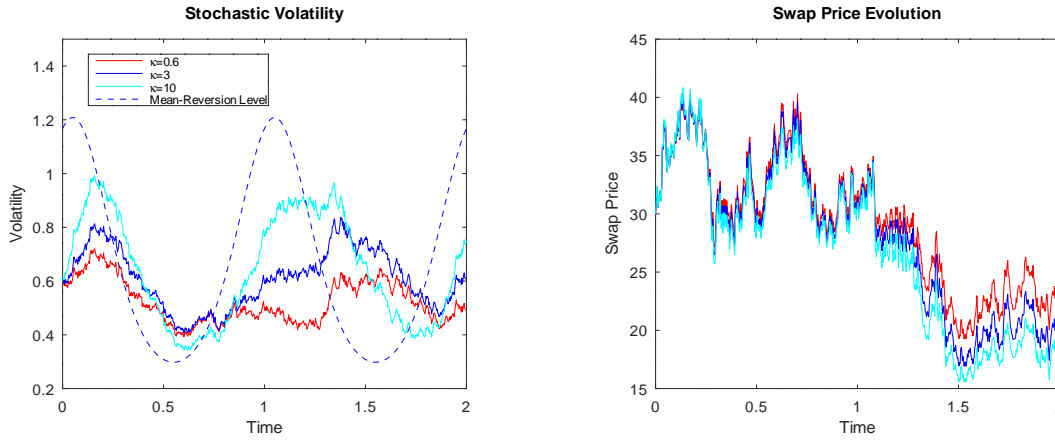 Stochastic Volatility
1.4
1.2
1
0.8
0.6
0.4
0.2
Volatility
κ=0.6
κ=3
κ=10
Mean-Reversion Level
0
0.5
1
1.5
2
Time
Swap Price Evolution
45
40
35
30
25
20
15
Swap Price
0
0.5
1
1.5
Time